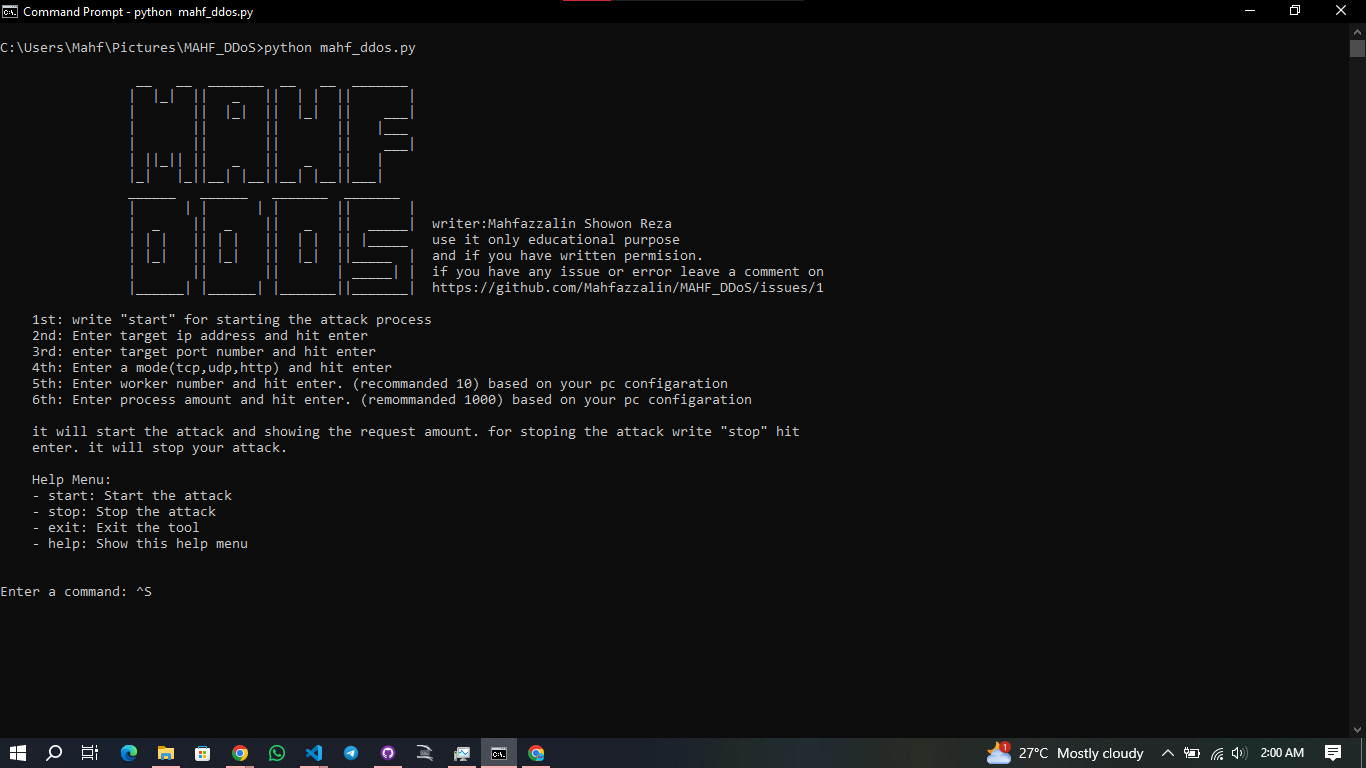 Command Prompt - python  mahf_ddos.py
C:\Users\Mahf\Pictures\MAHF_DDoS>python mahf_ddos.py
MAHF
DDOS
writer:Mahfazzalin Showon Reza
use it only educational purpose
and if you have written permision.
if you have any issue or error leave a comment on
https://github.com/Mahfazzalin/MAHF_DDoS/issues/1
1st: write "start" for starting the attack process
2nd: Enter target ip address and hit enter
3rd: enter target port number and hit enter
4th: Enter a mode(tcp,udp,http) and hit enter
5th: Enter worker number and hit enter. (recommanded 10) based on your pc configaration
6th: Enter process amount and hit enter. (remommanded 1000) based on your pc configaration
it will start the attack and showing the request amount. for stoping the attack write "stop" hit
enter. it will stop your attack.
Help Menu:
- start: Start the attack
- stop: Stop the attack
- exit: Exit the tool
- help: Show this help menu
Enter a command: ^S
1
27°C Mostly cloudy
2:00 AM